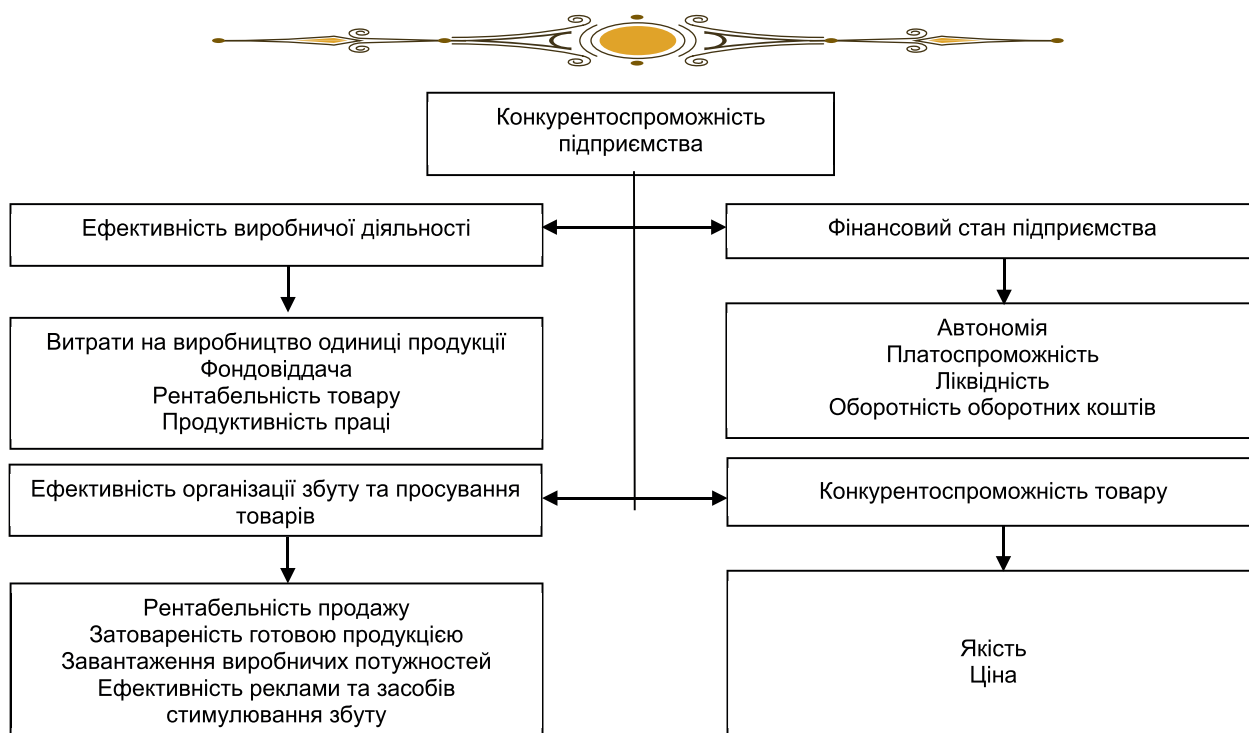 Конкурентоспроможність
підприємства
Ефективність виробничої діяльності
Фінансовий стан підприємства
Витрати на виробництво одиниці продукції
Фондовіддача
Рентабельність товару
Продуктивність праці
Автономія
Платоспроможність
Ліквідність
Оборотність оборотних коштів
Ефективність організації збуту та просування
товарів
Конкурентоспроможність товару
Рентабельність продажу
Затовареність готовою продукцією
Завантаження виробничих потужностей
Ефективність реклами та засобів
стимулювання збуту
Якість
Ціна